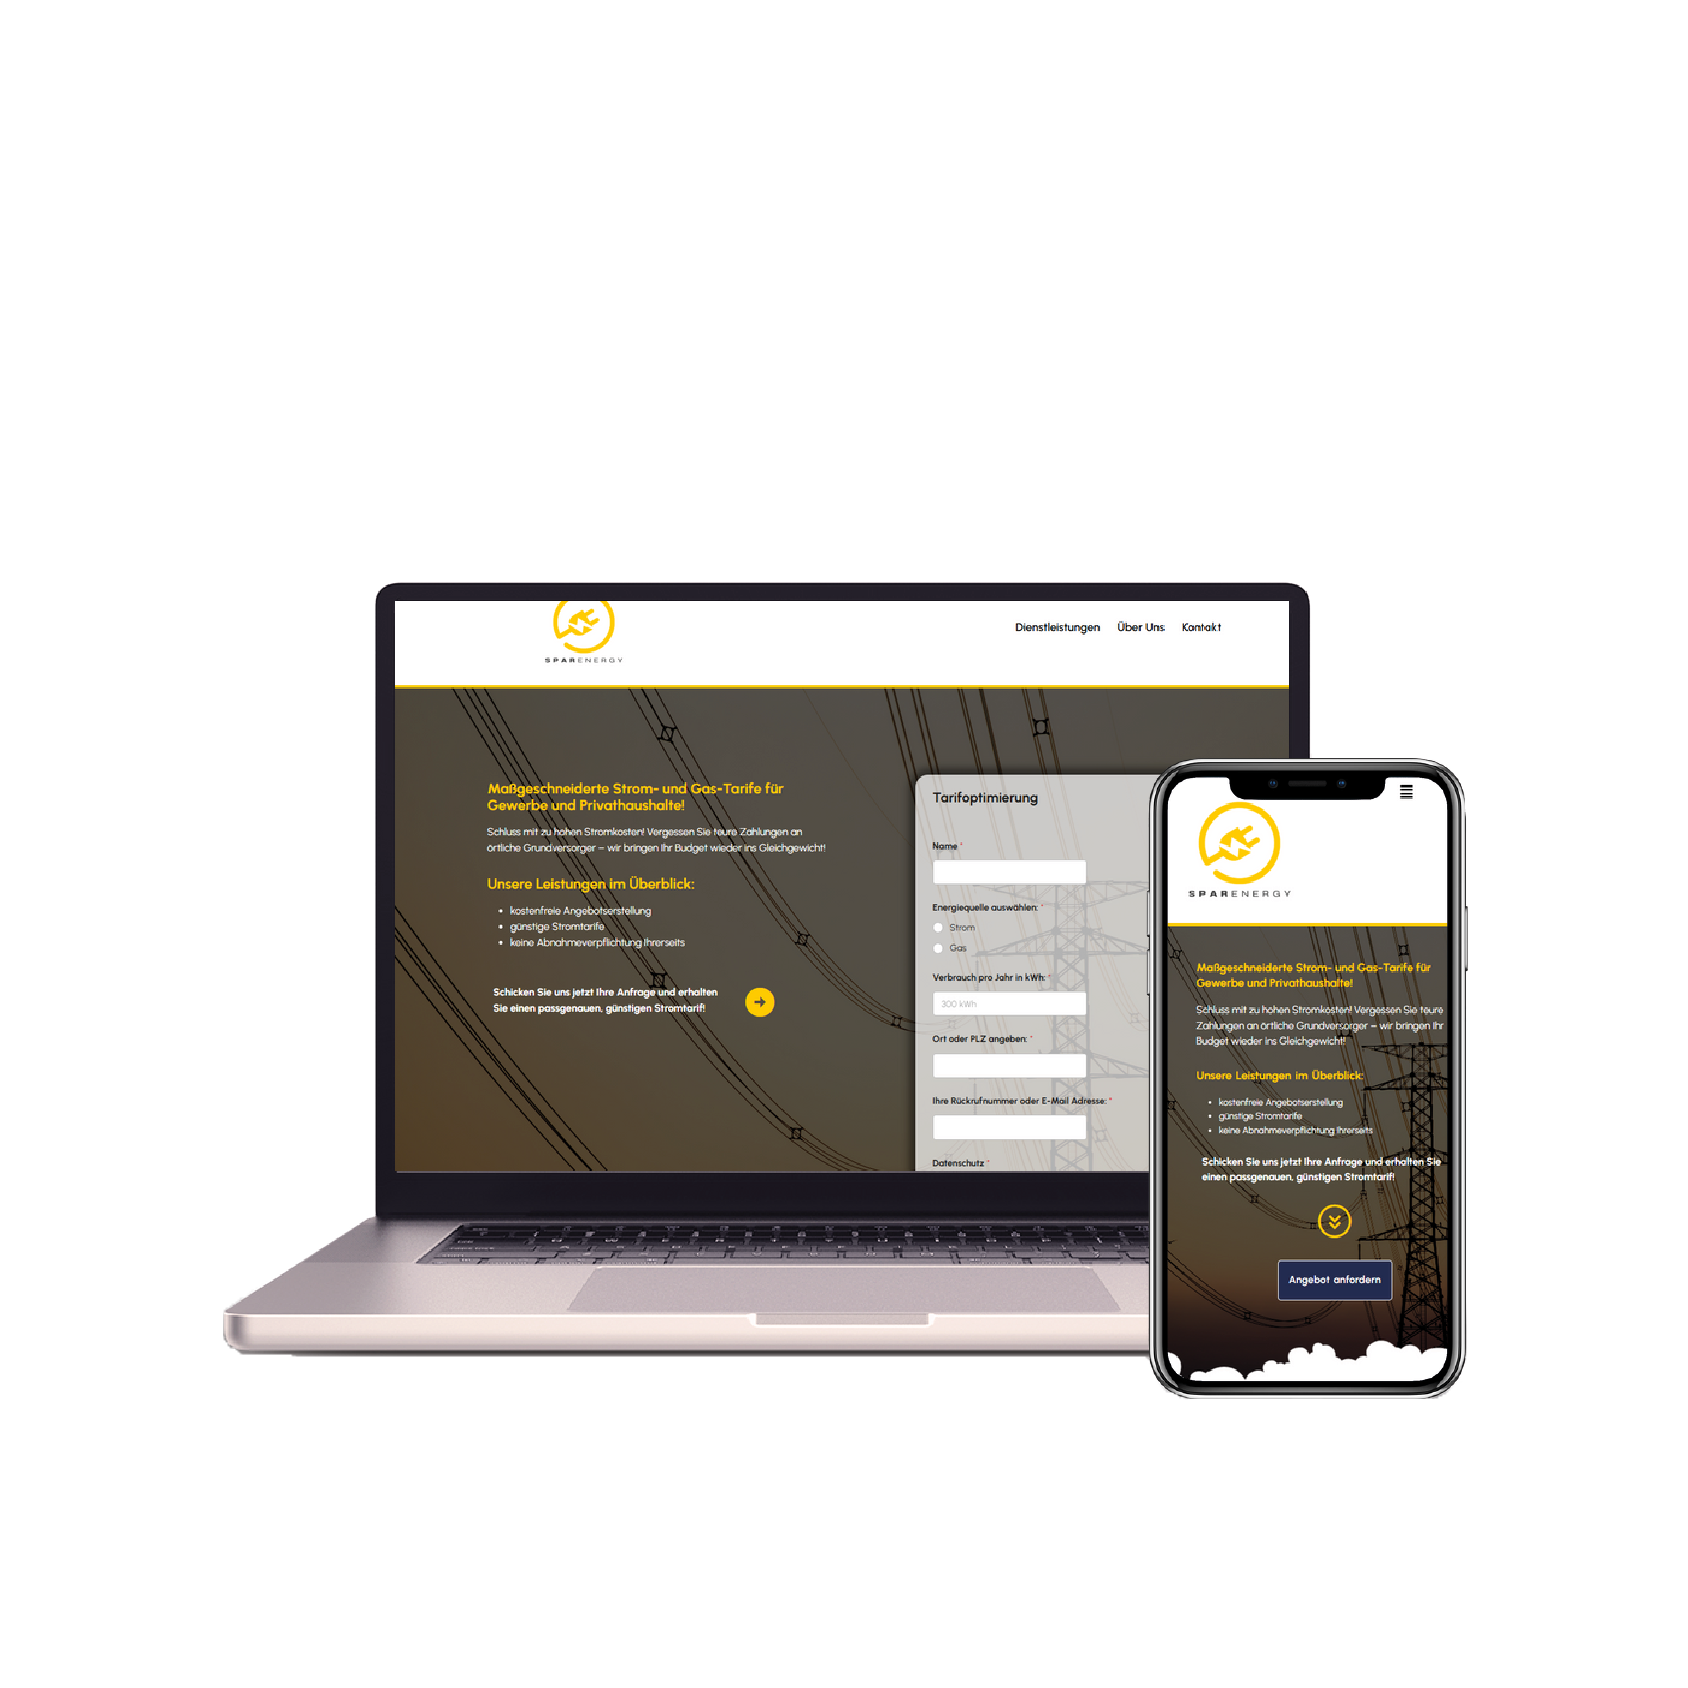 SPARENERGY
Dienstleistungen Über Uns Kontakt
Maßgeschneiderte Strom- und Gas-Tarife für
Gewerbe und Privathaushalte!
Schluss mit zu hohen Stromkosten! Vergessen Sie teure Zahlungen an
örtliche Grundversorger – wir bringen Ihr Budget wieder ins Gleichgewicht!
Unsere Leistungen im Überblick:
• kostenfreie Angebotserstellung
• günstige Stromtarife
• keine Abnahmeverpflichtung Ihrerseits
Schicken Sie uns jetzt Ihre Anfrage und erhalten
Sie einen passgenauen, günstigen Stromtarif!
Tarifoptimierung
Name *
Energiequelle auswählen: *
Strom
Gas
Verbrauch pro Jahr in kWh: *
300 kWh
Ort oder PLZ angeben: *
Ihre Rückrufnummer oder E-Mail Adresse: *
Datenschutz *
SPARENERGY
Maßgeschneiderte Strom- und Gas-Tarife für
Gewerbe und Privathaushalte!
Schluss mit zu hohen Stromkosten! Vergessen Sie teure
Zahlungen an örtliche Grundversorger – wir bringen Ihr
Budget wieder ins Gleichgewicht!
Unsere Leistungen im Überblick:
• kostenfreie Angebotserstellung
• günstige Stromtarife
• keine Abnahmeverpflichtung Ihrerseits
Schicken Sie uns jetzt Ihre Anfrage und erhalten Sie
einen passgenauen, günstigen Stromtarif!
Angebot anfordern